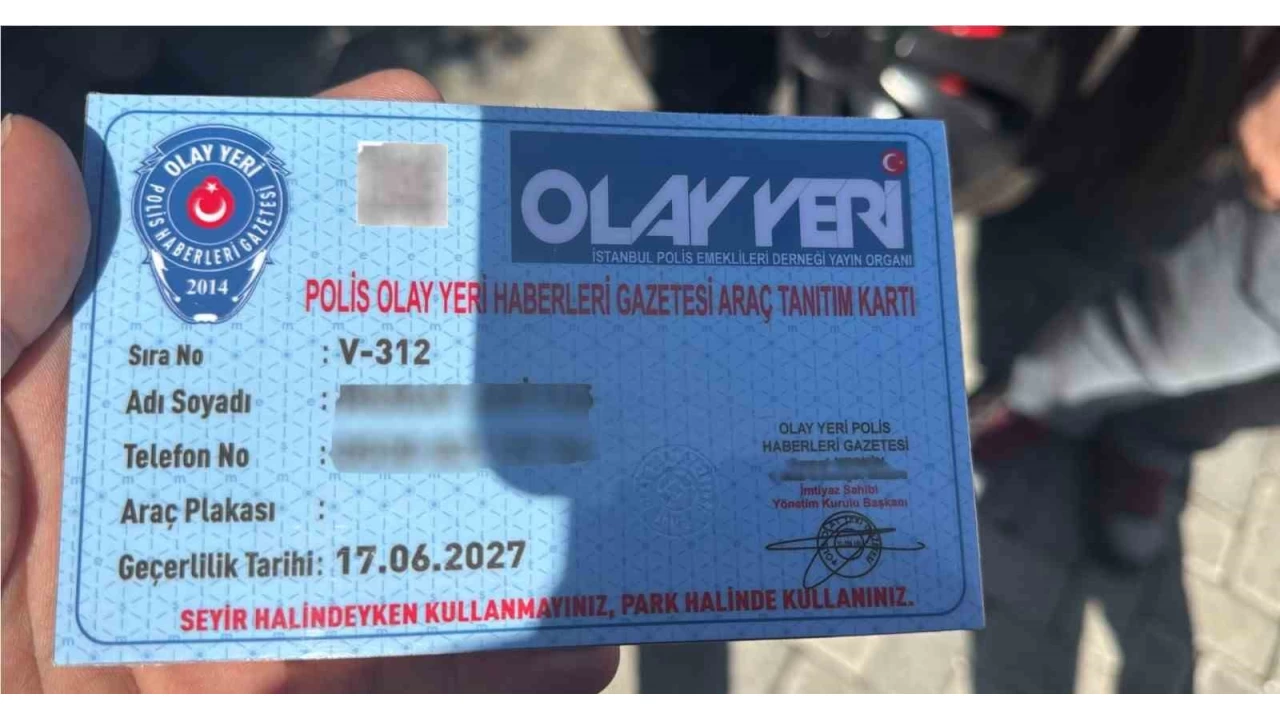 OLAY YERİ
POLİS HABERLERİ GAZETESİ
2014
OLAY YERİ
İSTANBUL POLİS EMEKLİLERİ DERNEĞİ YAYIN ORGANI
POLİS OLAY YERİ HABERLERİ GAZETESİ ARAÇ TANITIM KARTI
Sıra No : V-312
Adı Soyadı :
Telefon No :
Araç Plakası :
Geçerlilik Tarihi: 17.06.2027
OLAY YERİ POLİS
HABERLERİ GAZETESİ
İmtiyaz Sahibi
Yönetim Kurulu Başkanı
SEYİR HALİNDEYKEN KULLANMAYINIZ, PARK HALİNDE KULLANINIZ.